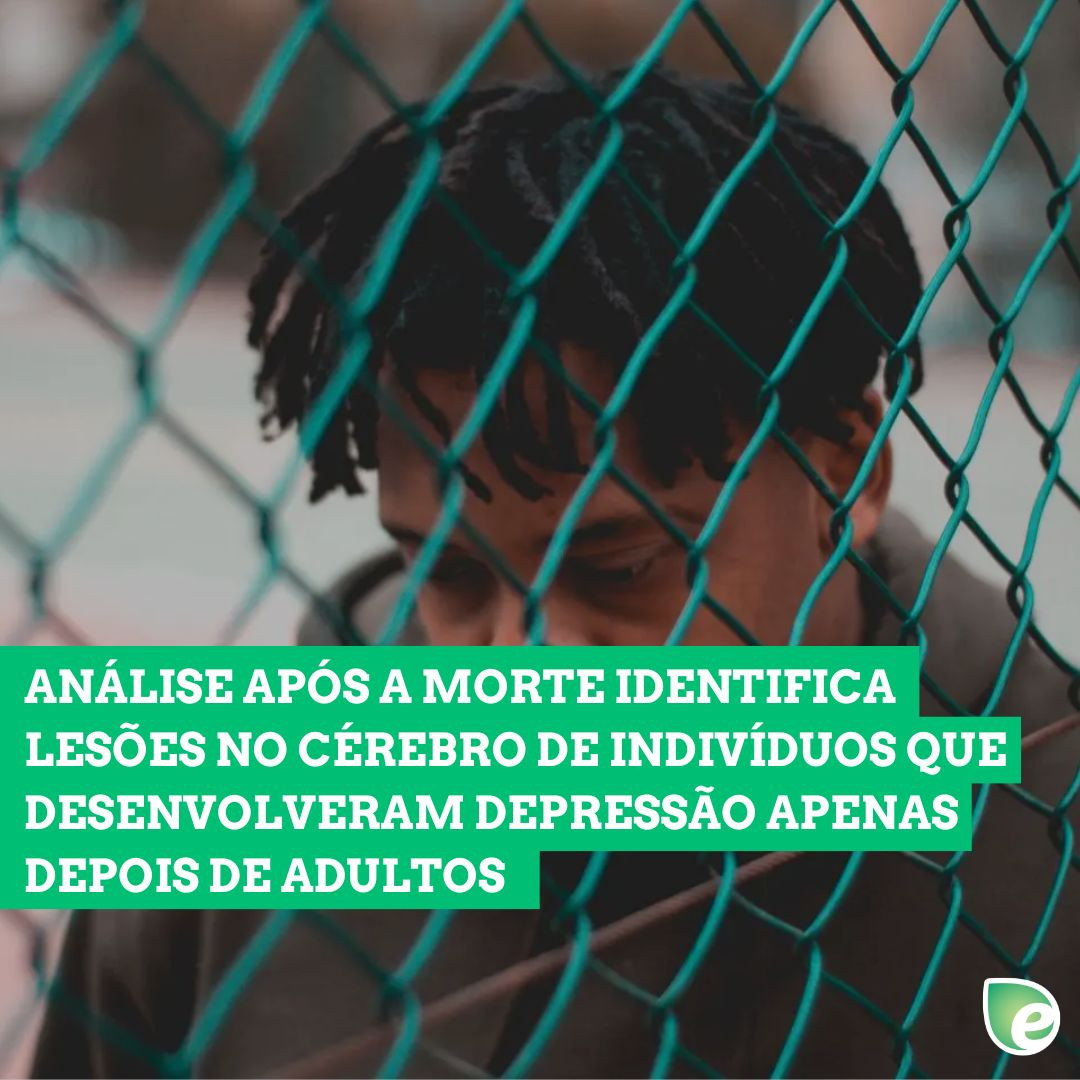 ANÁLISE APÓS A MORTE IDENTIFICA
LESÕES NO CÉREBRO DE INDIVÍDUOS QUE
DESENVOLVERAM DEPRESSÃO APENAS
DEPOIS DE ADULTOS
e